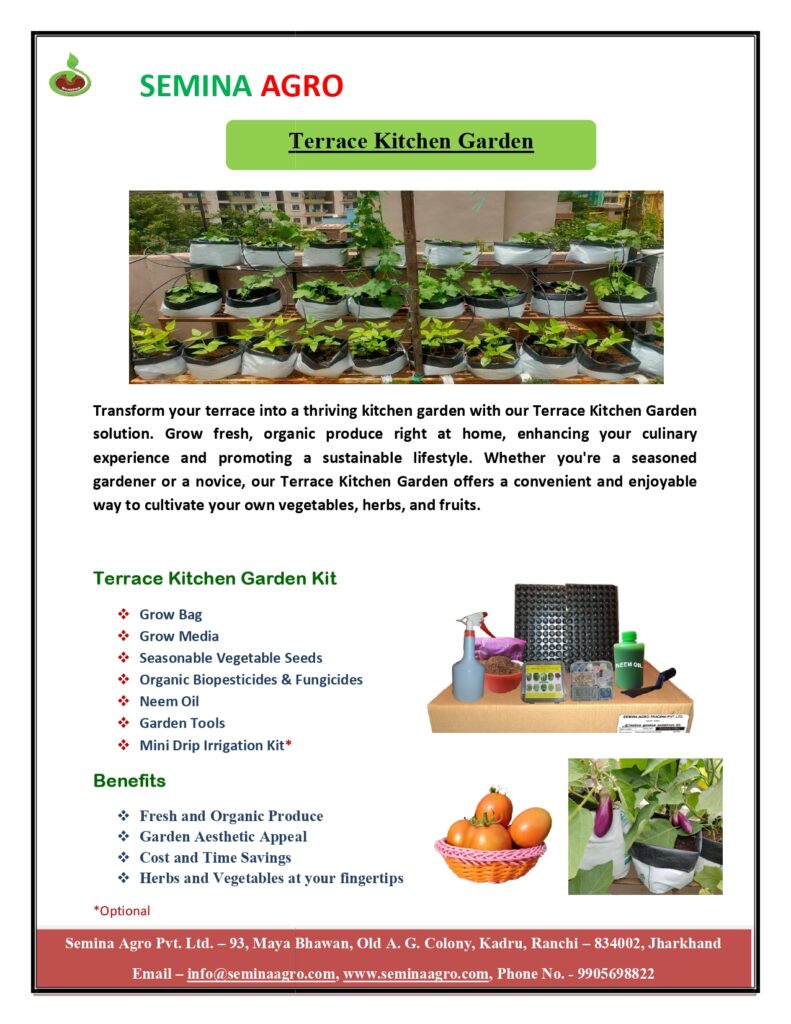 SEMINA AGRO
Terrace Kitchen Garden
Transform your terrace into a thriving kitchen garden with our Terrace Kitchen Garden
solution. Grow fresh, organic produce right at home, enhancing your culinary
experience and promoting a sustainable lifestyle. Whether you're a seasoned
gardener or a novice, our Terrace Kitchen Garden offers a convenient and enjoyable
way to cultivate your own vegetables, herbs, and fruits.
Terrace Kitchen Garden Kit
Grow Bag
Grow Media
Seasonable Vegetable Seeds
Organic Biopesticides & Fungicides
Neem Oil
Garden Tools
Mini Drip Irrigation Kit*
NEEM OIL
SEMINA AGRO TRADING PVT. LTD.
Benefits
Fresh and Organic Produce
Garden Aesthetic Appeal
Cost and Time Savings
Herbs and Vegetables at your fingertips
*Optional
Semina Agro Pvt. Ltd. – 93, Maya Bhawan, Old A. G. Colony, Kadru, Ranchi – 834002, Jharkhand
Email – info@seminaagro.com, www.seminaagro.com, Phone No. - 9905698822